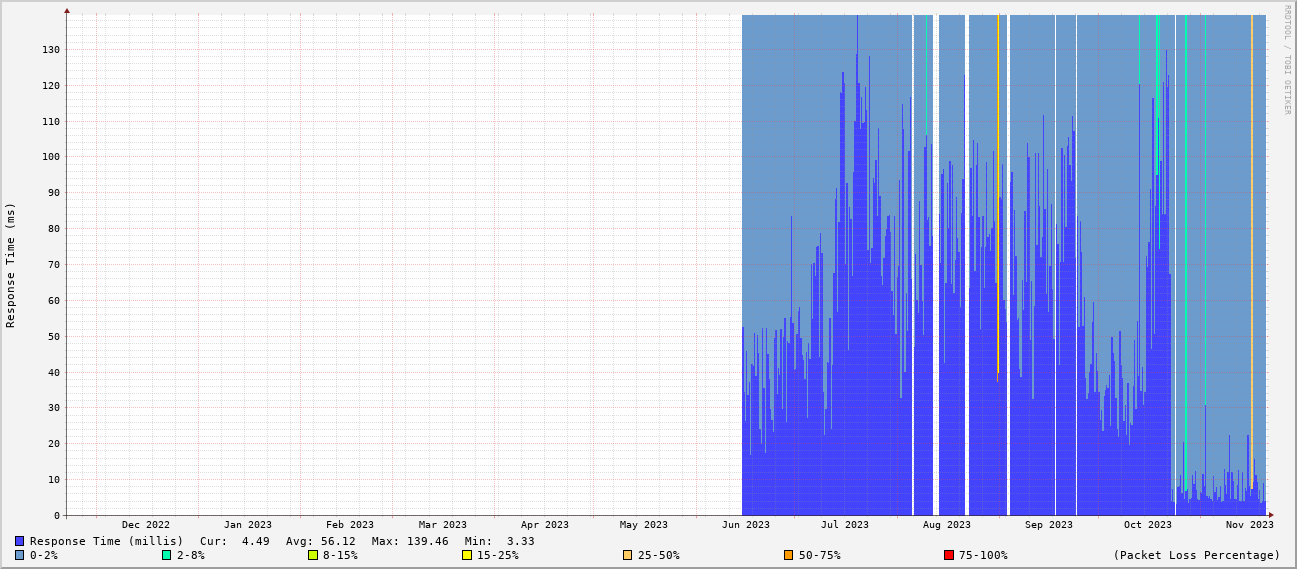 RRDTOOL / TOBI OETIKER
Response Time (ms)
130
120
110
100
90
80
70
60
50
40
30
20
10
0
Dec 2022 Jan 2023 Feb 2023 Mar 2023 Apr 2023 May 2023 Jun 2023 Jul 2023 Aug 2023 Sep 2023 Oct 2023 Nov 2023
Response Time (millis) Cur: 4.49 Avg: 56.12 Max: 139.46 Min: 3.33
0-2% 2-8% 8-15% 15-25% 25-50% 50-75% 75-100% (Packet Loss Percentage)